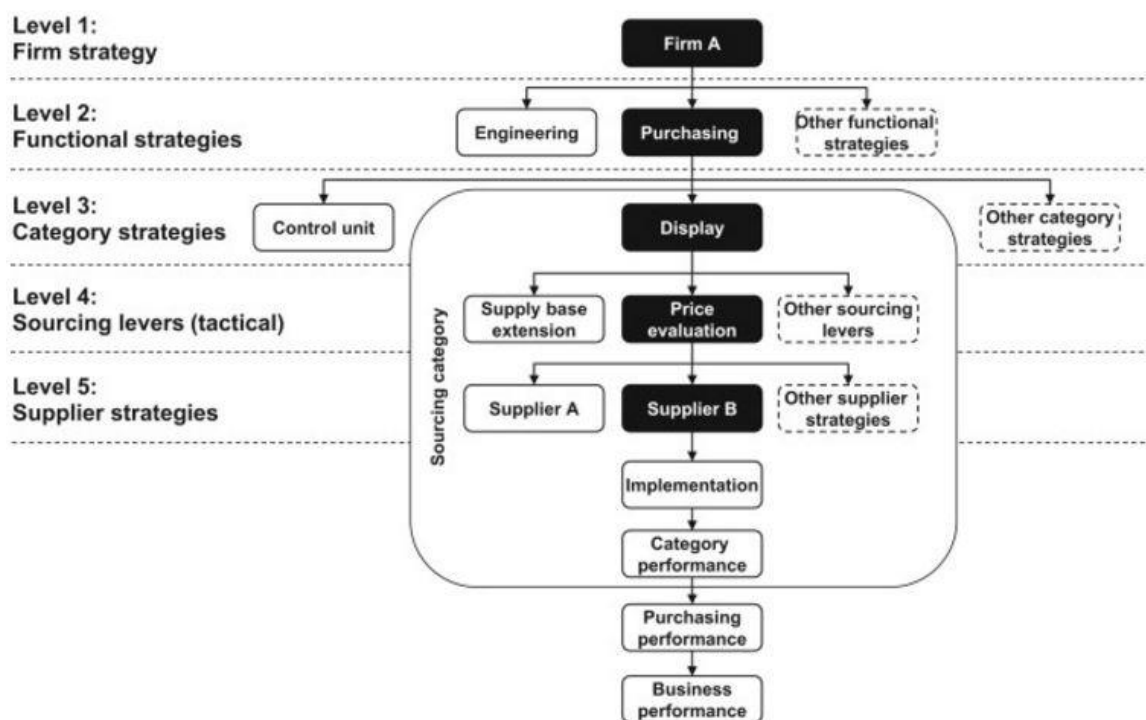 Level 1:
Firm strategy
Firm A
Level 2:
Functional strategies
Engineering
Purchasing
Other functional
strategies
Level 3:
Category strategies
Control unit
Display
Other category
strategies
Level 4:
Sourcing levers (tactical)
Supply base
extension
Price
evaluation
Other sourcing
levers
Level 5:
Supplier strategies
Supplier A
Supplier B
Other supplier
strategies
Sourcing category
Implementation
Category
performance
Purchasing
performance
Business
performance